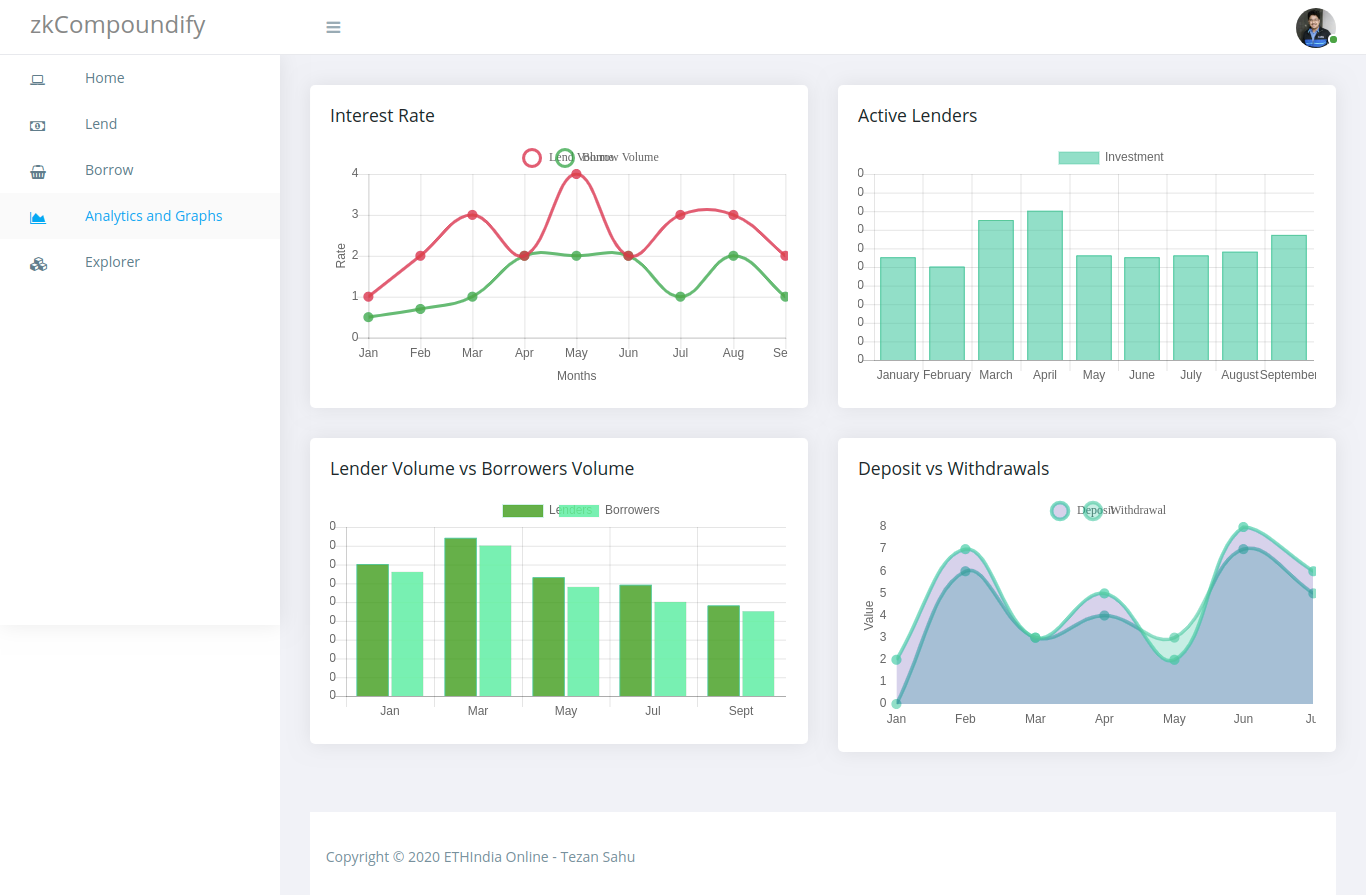 zkCompoundify
Home
Lend
Borrow
Analytics and Graphs
Explorer
Interest Rate
Lend Volume Borrow Volume
4
3
2
1
0
Rate
Jan Feb Mar Apr May Jun Jul Aug Se
Months
Active Lenders
Investment
0
0
0
0
0
0
0
0
0
0
0
January February March April May June July August September
Lender Volume vs Borrowers Volume
Lenders Borrowers
0
0
0
0
0
0
0
0
0
0
Jan Mar May Jul Sept
Deposit vs Withdrawals
Deposit Withdrawal
8
7
6
5
4
3
2
1
0
Value
Jan Feb Mar Apr May Jun Ju
Copyright © 2020 ETHIndia Online - Tezan Sahu